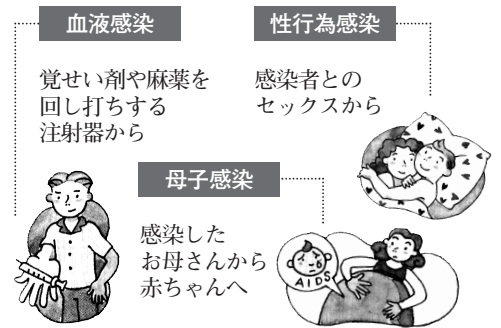 血液感染
覚せい剤や麻薬を
回し打ちする
注射器から
性行為感染
感染者との
セックスから
母子感染
感染した
お母さんから
赤ちゃんへ
AIDS